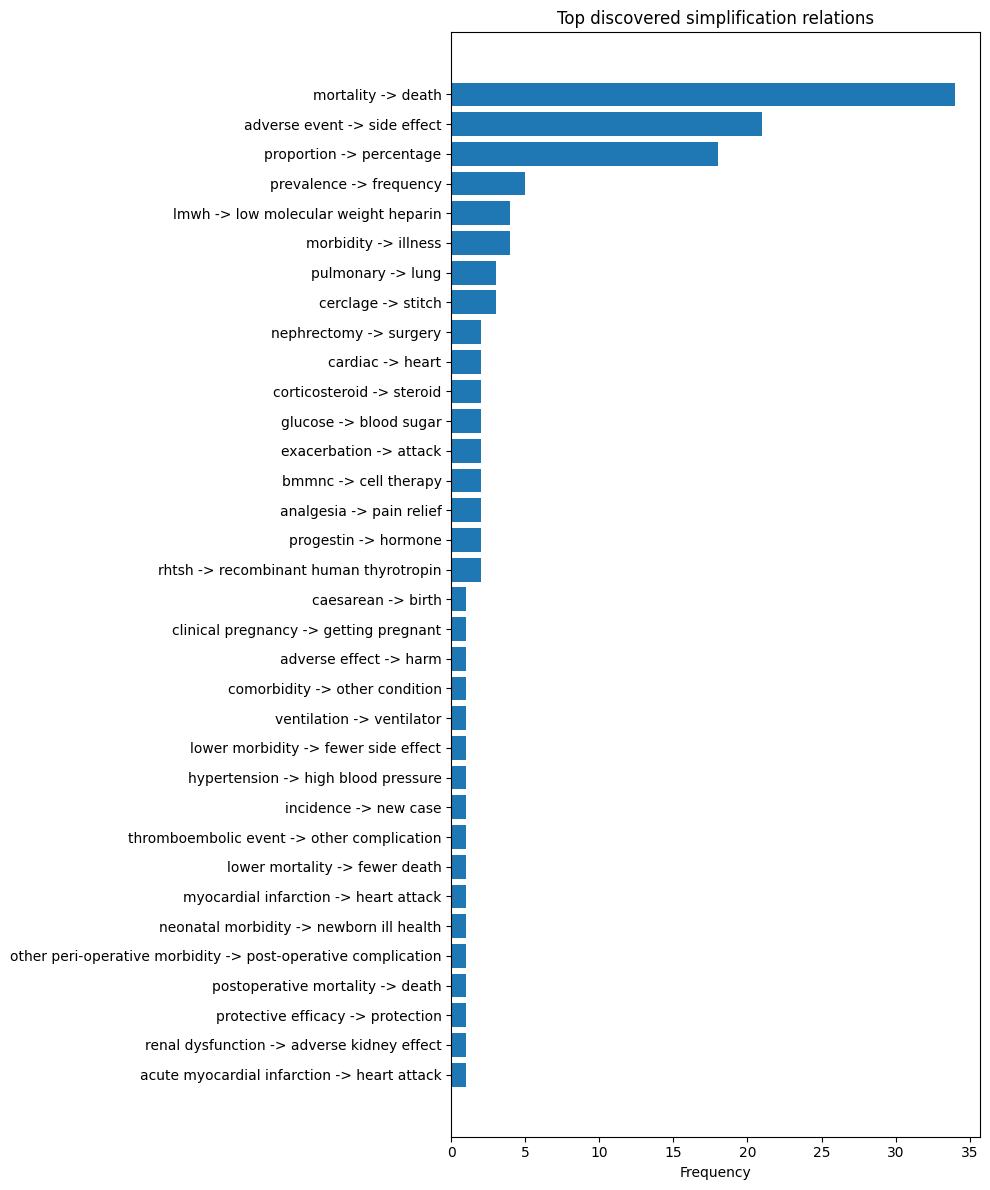 Top discovered simplification relations
mortality -> death
adverse event -> side effect
proportion -> percentage
prevalence -> frequency
lmwh -> low molecular weight heparin
morbidity -> illness
pulmonary -> lung
cerclage -> stitch
nephrectomy -> surgery
cardiac -> heart
corticosteroid -> steroid
glucose -> blood sugar
exacerbation -> attack
bmmnc -> cell therapy
analgesia -> pain relief
progestin -> hormone
rhtsh -> recombinant human thyrotropin
caesarean -> birth
clinical pregnancy -> getting pregnant
adverse effect -> harm
comorbidity -> other condition
ventilation -> ventilator
lower morbidity -> fewer side effect
hypertension -> high blood pressure
incidence -> new case
thromboembolic event -> other complication
lower mortality -> fewer death
myocardial infarction -> heart attack
neonatal morbidity -> newborn ill health
other peri-operative morbidity -> post-operative complication
postoperative mortality -> death
protective efficacy -> protection
renal dysfunction -> adverse kidney effect
acute myocardial infarction -> heart attack
0 5 10 15 20 25 30 35
Frequency